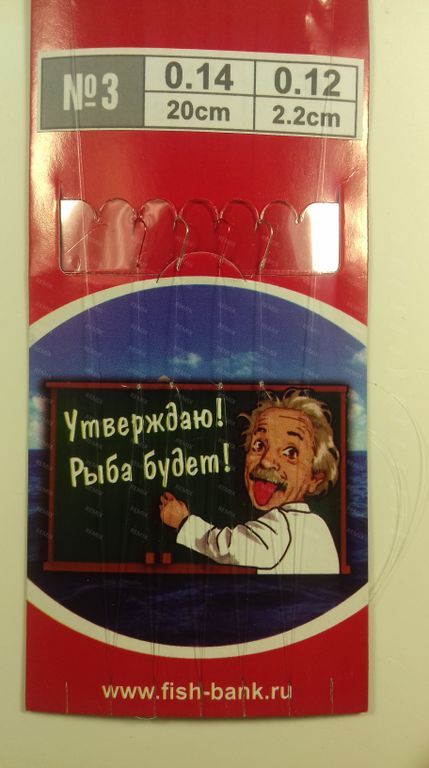 №3
0.14
0.12
20cm
2.2cm
Утверждаю!
Рыба будет!
www.fish-bank.ru